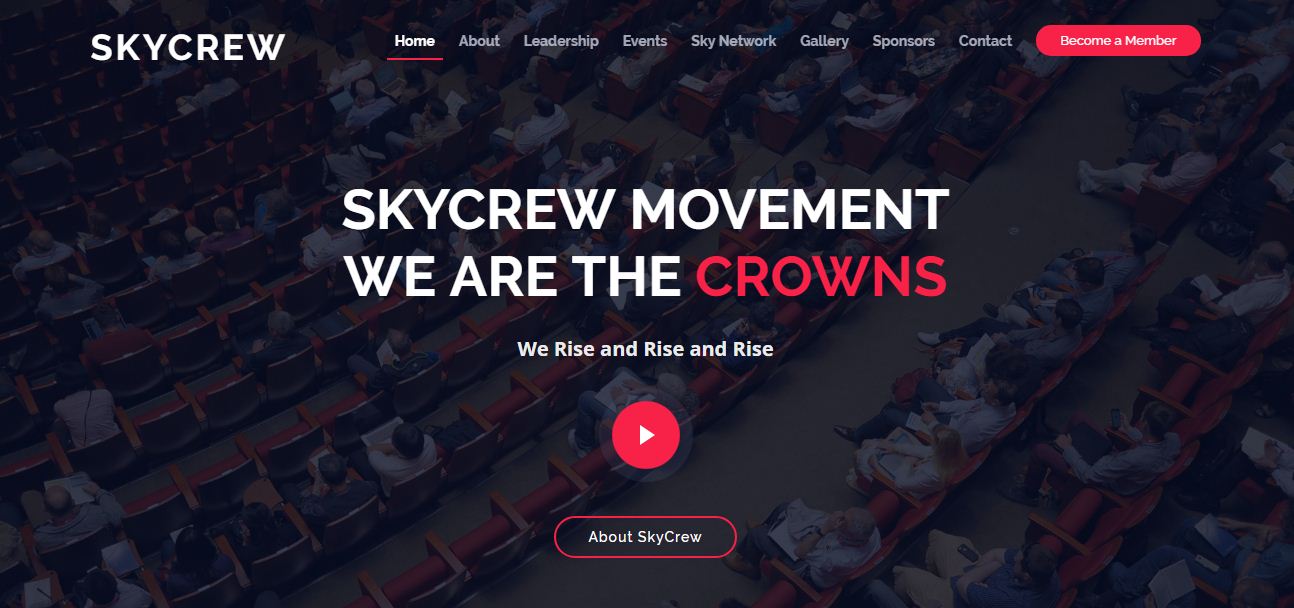 SKYCREW
Home About Leadership Events Sky Network Gallery Sponsors Contact Become a Member
SKYCREW MOVEMENT
WE ARE THE CROWNS
We Rise and Rise and Rise
About SkyCrew